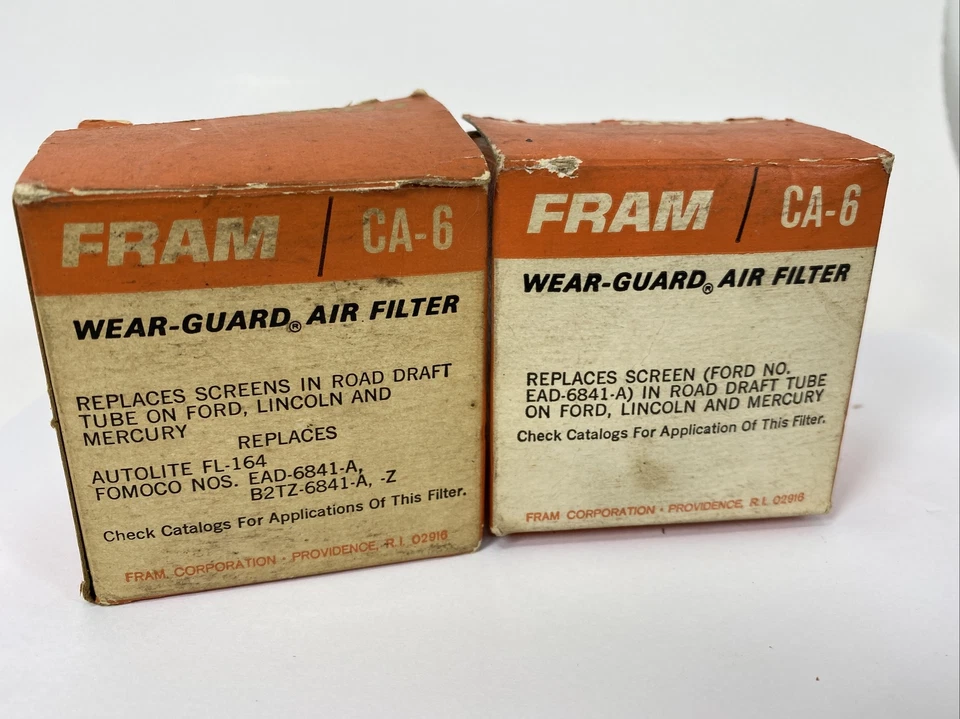 FRAM / CA-6
WEAR-GUARD® AIR FILTER
REPLACES SCREENS IN ROAD DRAFT
TUBE ON FORD, LINCOLN AND
MERCURY
REPLACES
AUTOLITE FL-164
FOMOCO NOS. EAD-6841-A,
B2TZ-6841-A, -Z
Check Catalogs For Applications Of This Filter.
FRAM CORPORATION · PROVIDENCE, R.I. 02916
FRAM / CA-6
WEAR-GUARD® AIR FILTER
REPLACES SCREEN (FORD NO.
EAD-6841-A) IN ROAD DRAFT TUBE
ON FORD, LINCOLN AND MERCURY
Check Catalogs For Application Of This Filter.
FRAM CORPORATION · PROVIDENCE, R.I. 02916